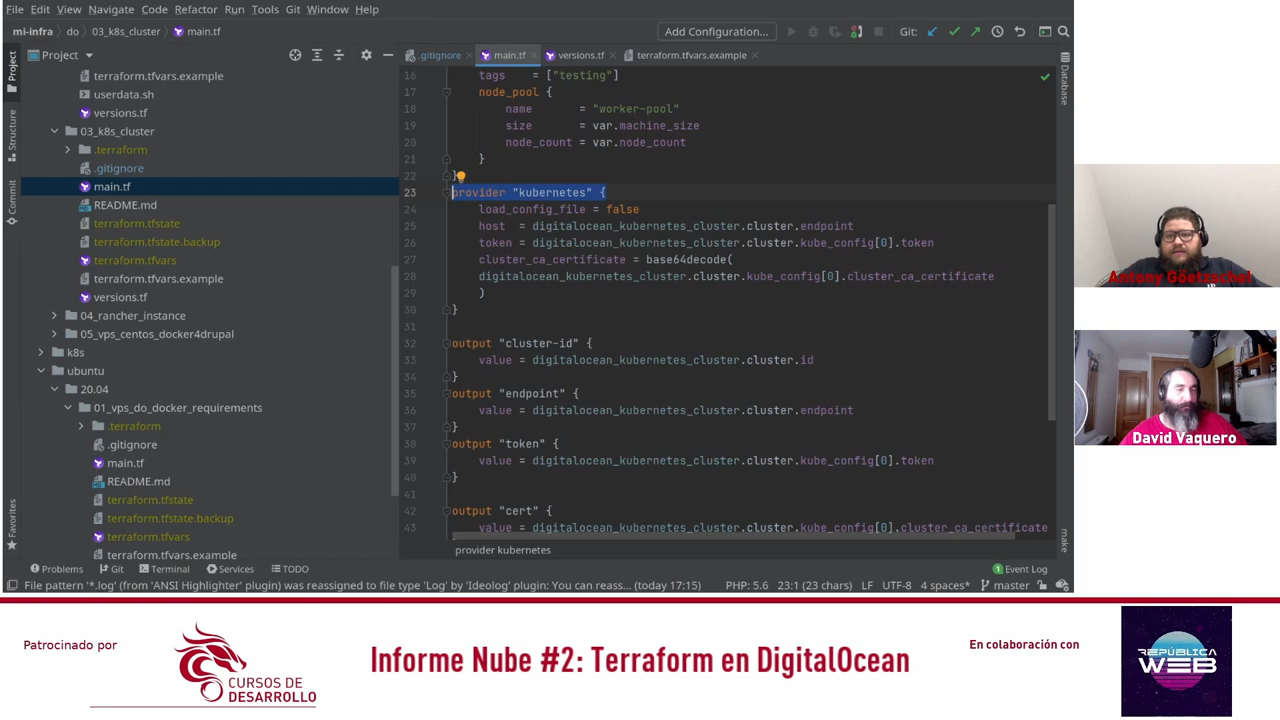 File Edit View Navigate Code Refactor Run Tools Git Window Help
mi-infra do 03_k8s_cluster main.tf Add Configuration... Git:
Project .gitignore main.tf versions.tf terraform.tfvars.example
Project
Structure
Commit
Favorites
terraform.tfvars.example
userdata.sh
versions.tf
03_k8s_cluster
.terraform
.gitignore
main.tf
README.md
terraform.tfstate
terraform.tfstate.backup
terraform.tfvars
terraform.tfvars.example
versions.tf
04_rancher_instance
05_vps_centos_docker4drupal
k8s
ubuntu
20.04
01_vps_do_docker_requirements
.terraform
.gitignore
main.tf
README.md
terraform.tfstate
terraform.tfstate.backup
terraform.tfvars
terraform.tfvars.example
16 tags = ["testing"]
17 node_pool {
18 name = "worker-pool"
19 size = var.machine_size
20 node_count = var.node_count
21 }
22 }
23 provider "kubernetes" {
24 load_config_file = false
25 host = digitalocean_kubernetes_cluster.cluster.endpoint
26 token = digitalocean_kubernetes_cluster.cluster.kube_config[0].token
27 cluster_ca_certificate = base64decode(
28 digitalocean_kubernetes_cluster.cluster.kube_config[0].cluster_ca_certificate
29 )
30 }
31
32 output "cluster-id" {
33 value = digitalocean_kubernetes_cluster.cluster.id
34 }
35 output "endpoint" {
36 value = digitalocean_kubernetes_cluster.cluster.endpoint
37 }
38 output "token" {
39 value = digitalocean_kubernetes_cluster.cluster.kube_config[0].token
40 }
41
42 output "cert" {
43 value = digitalocean_kubernetes_cluster.cluster.kube_config[0].cluster_ca_certificate
provider kubernetes
Database
make
Problems Git Terminal Services TODO 1 Event Log
File pattern '*.log' (from 'ANSI Highlighter' plugin) was reassigned to file type 'Log' by 'Ideolog' plugin: You can reass... (today 17:15) PHP: 5.6 23:1 (23 chars) LF UTF-8 4 spaces master
Antony Göetzschel
David Vaquero
Patrocinado por
CURSOS DE
DESARROLLO
Informe Nube #2: Terraform en DigitalOcean
En colaboración con
REPÚBLICA
WEB